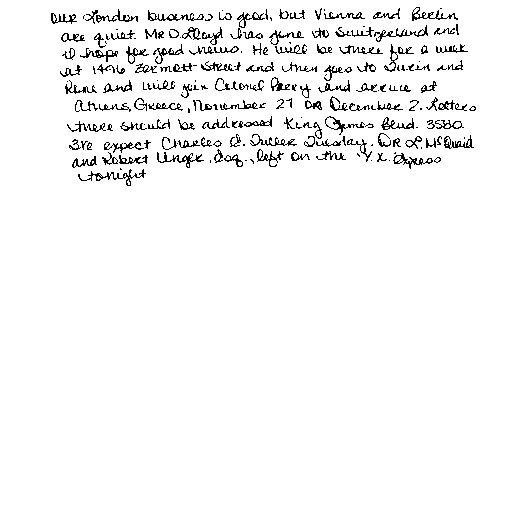 Our London business is good, but Vienna and Berlin
are quiet. Mr. D. Lloyd has gone to Switzerland and
I hope for good news. He will be there for a week
at 1496 Zermott Street and then goes to Turin and
Rome and will join Colonel Parry and arrive at
Athens, Greece, November 27 or December 2. Letters
there should be addressed King James Blvd. 3580.
We expect Charles E. Fuller Tuesday. Dr. L. McQuaid
and Robert Unger, Esq., left on the Y.X. Express
tonight